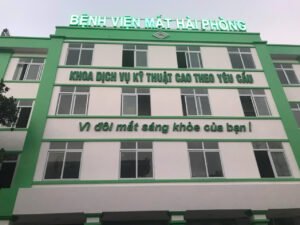 BỆNH VIỆN MẮT HẢI PHÒNG
KHOA DỊCH VỤ KỸ THUẬT CAO THEO YÊU CẦU
Vì đôi mắt sáng khỏe của bạn !